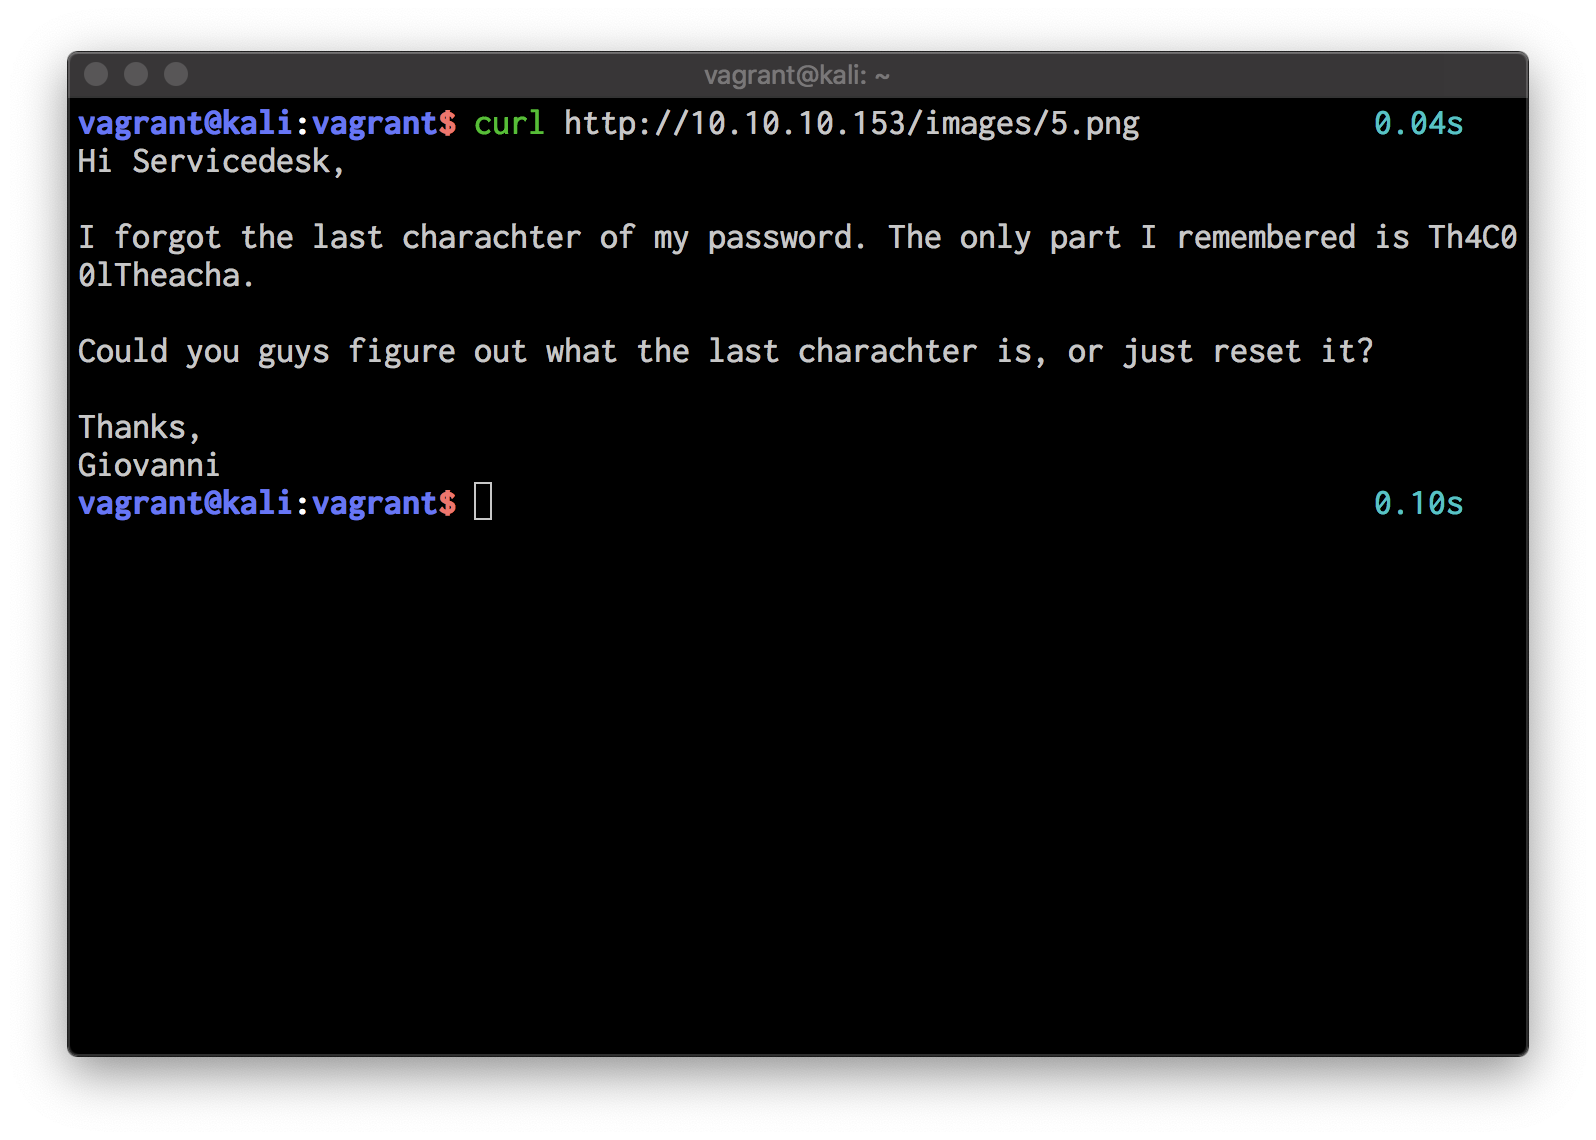 vagrant@kali: ~
vagrant@kali:vagrant$ curl http://10.10.10.153/images/5.png 0.04s
Hi Servicedesk,
I forgot the last charachter of my password. The only part I remembered is Th4C0
0lTheacha.
Could you guys figure out what the last charachter is, or just reset it?
Thanks,
Giovanni
vagrant@kali:vagrant$ 0.10s